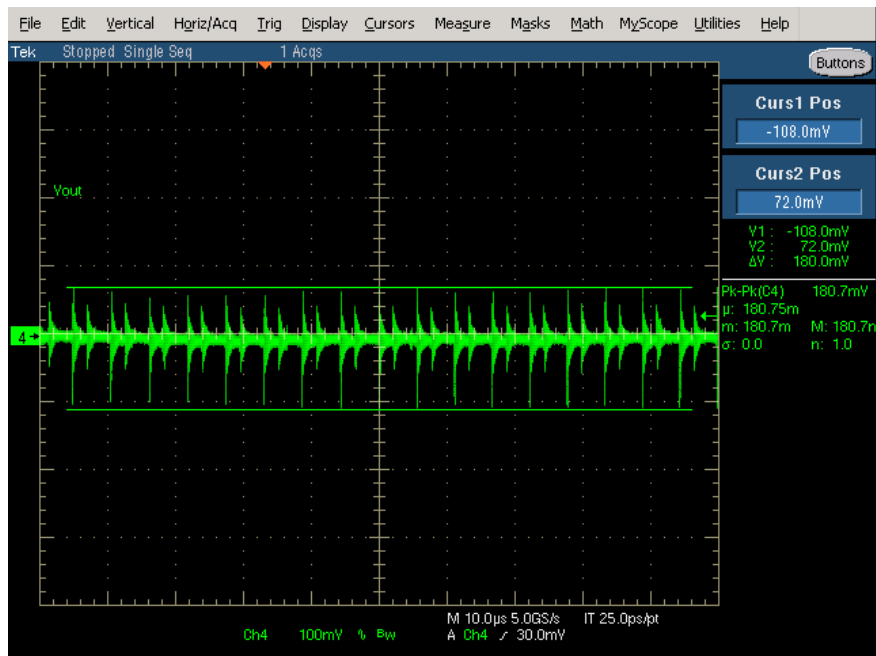 File Edit Vertical Horiz/Acq Trig Display Cursors Measure Masks Math MyScope Utilities Help
Tek Stopped Single Seq 1 Acqs
Buttons
Curs1 Pos
-108.0mV
Curs2 Pos
72.0mV
Vout
V1 : -108.0mV
V2 : 72.0mV
ΔV : 180.0mV
Pk-Pk(C4) 180.7mV
μ: 180.75m
m: 180.7m M: 180.7m
σ: 0.0 n: 1.0
4
M 10.0μs 5.0GS/s IT 25.0ps/pt
Ch4 100mV ∿ Bw A Ch4 ⁄ 30.0mV